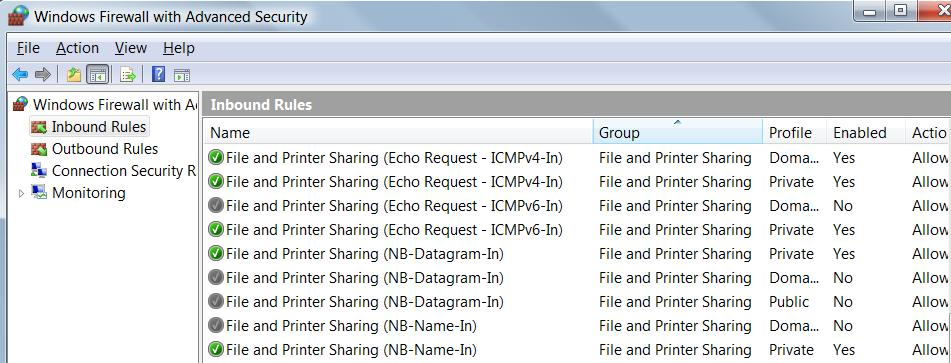 Windows Firewall with Advanced Security
File Action View Help
Windows Firewall with A
Inbound Rules
Outbound Rules
Connection Security R
Monitoring
Inbound Rules
Name Group Profile Enabled Actio
File and Printer Sharing (Echo Request - ICMPv4-In) File and Printer Sharing Doma... Yes Allow
File and Printer Sharing (Echo Request - ICMPv4-In) File and Printer Sharing Private Yes Allow
File and Printer Sharing (Echo Request - ICMPv6-In) File and Printer Sharing Doma... No Allow
File and Printer Sharing (Echo Request - ICMPv6-In) File and Printer Sharing Private Yes Allow
File and Printer Sharing (NB-Datagram-In) File and Printer Sharing Private Yes Allow
File and Printer Sharing (NB-Datagram-In) File and Printer Sharing Doma... No Allow
File and Printer Sharing (NB-Datagram-In) File and Printer Sharing Public No Allow
File and Printer Sharing (NB-Name-In) File and Printer Sharing Doma... No Allow
File and Printer Sharing (NB-Name-In) File and Printer Sharing Private Yes Allow